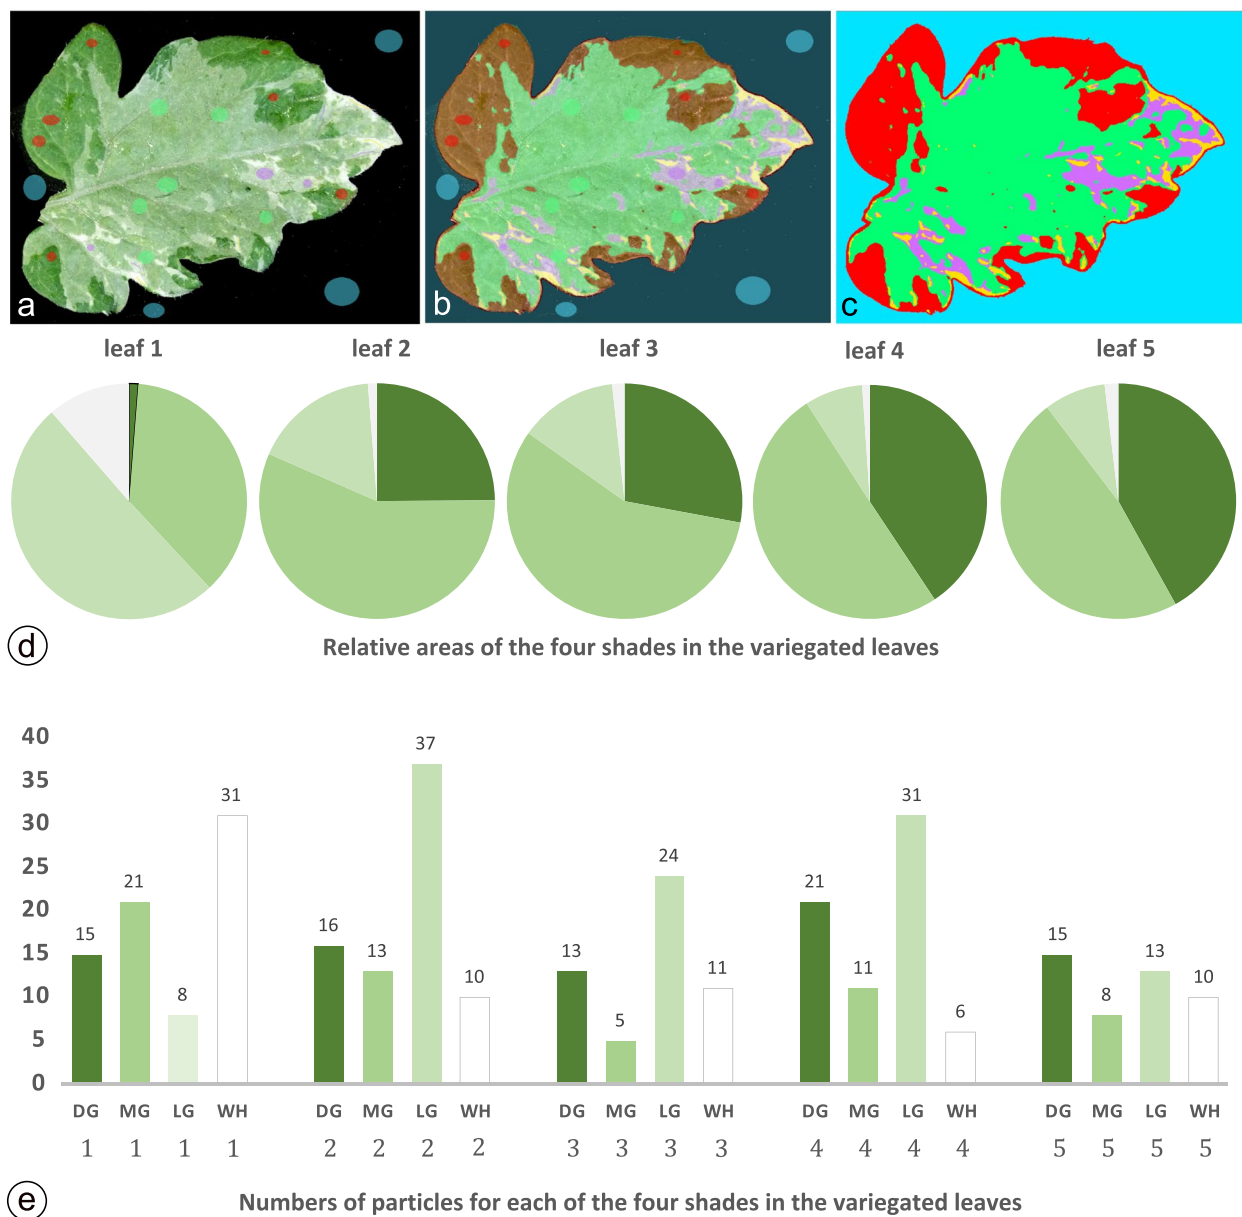 a b c
leaf 1 leaf 2 leaf 3 leaf 4 leaf 5
d Relative areas of the four shades in the variegated leaves
40
35
30
25
20
15
10
5
0
15 21 8 31 16 13 37 10 13 5 24 11 21 11 31 6 15 8 13 10
DG MG LG WH DG MG LG WH DG MG LG WH DG MG LG WH DG MG LG WH
1 1 1 1 2 2 2 2 3 3 3 3 4 4 4 4 5 5 5 5
e Numbers of particles for each of the four shades in the variegated leaves